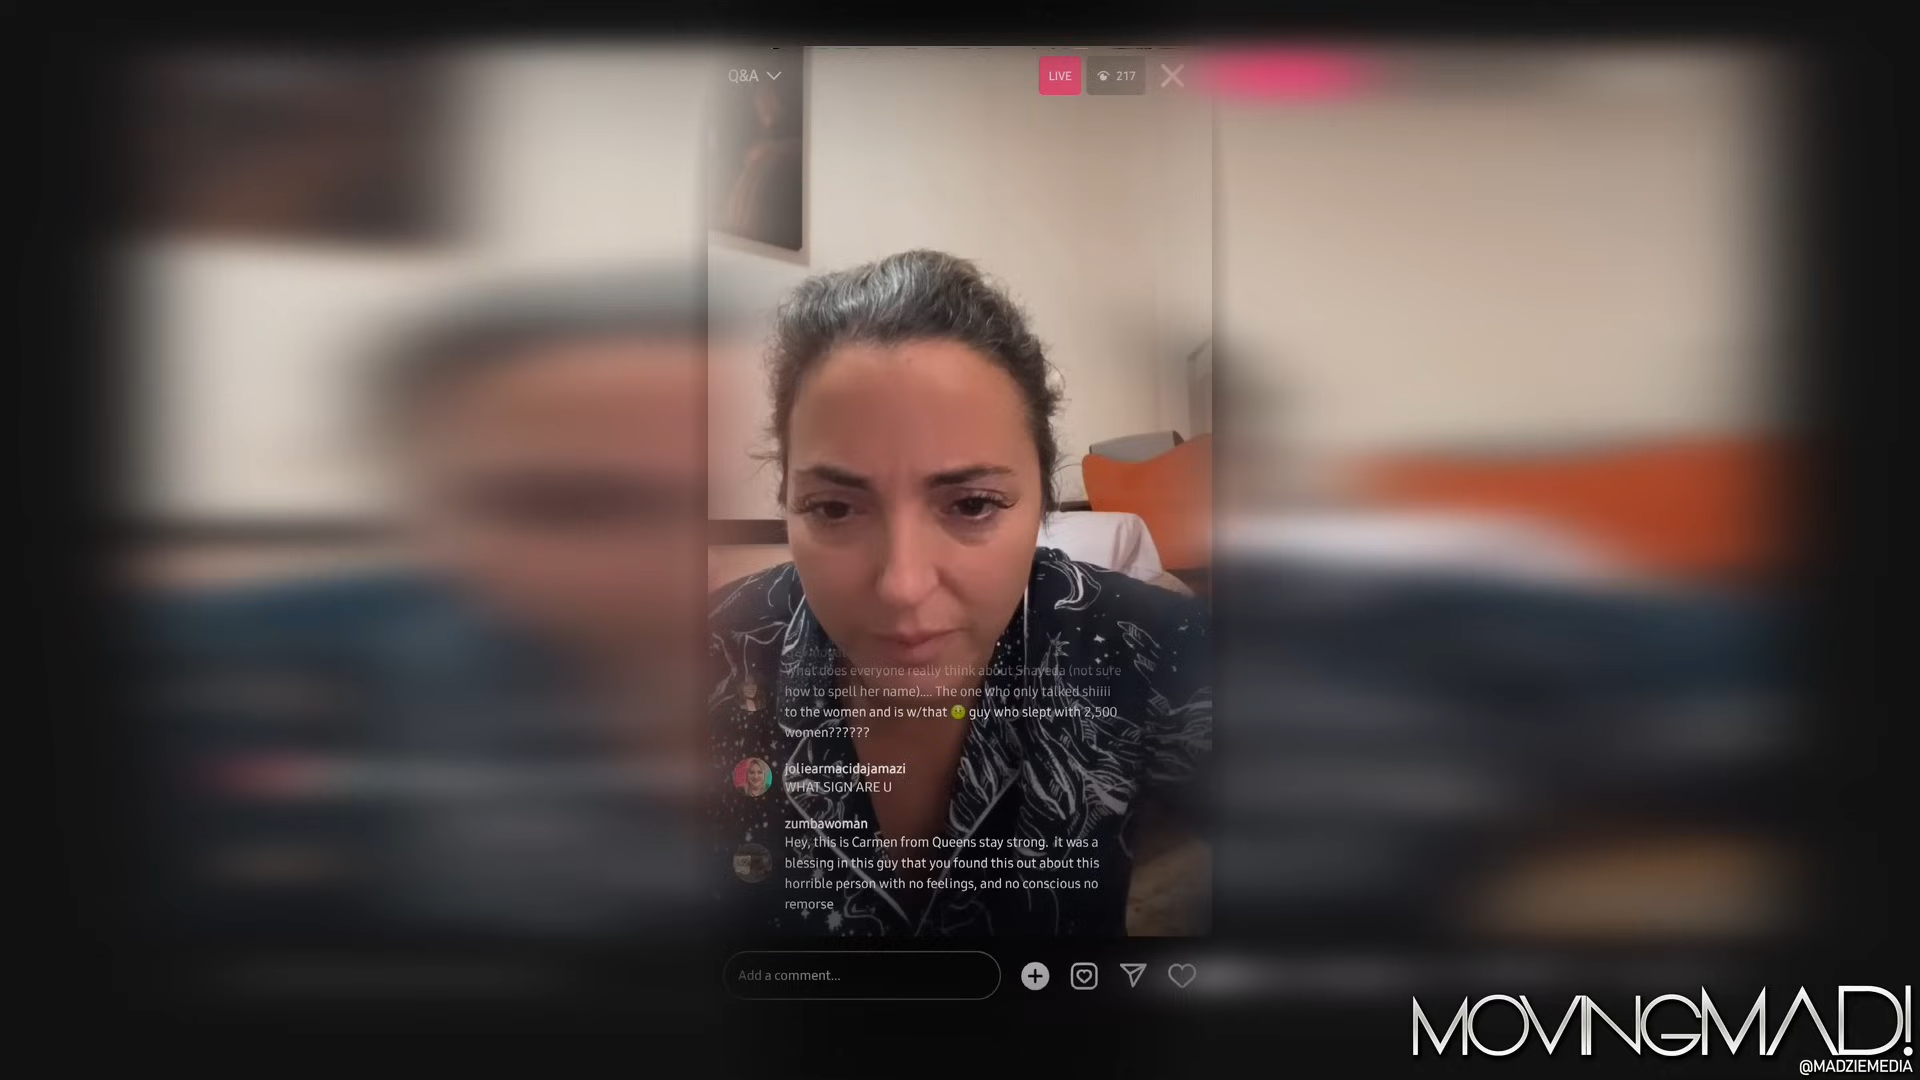 Q&A
LIVE
217
What does everyone really think about Shayeda (not sure
how to spell her name).... The one who only talked shiiii
to the women and is w/that 🤢 guy who slept with 2,500
women??????
joliearmacidajamazi
WHAT SIGN ARE U
zumbawoman
Hey, this is Carmen from Queens stay strong. it was a
blessing in this guy that you found this out about this
horrible person with no feelings, and no conscious no
remorse
Add a comment...
MOVINGMAD!
@MADZIEMEDIA